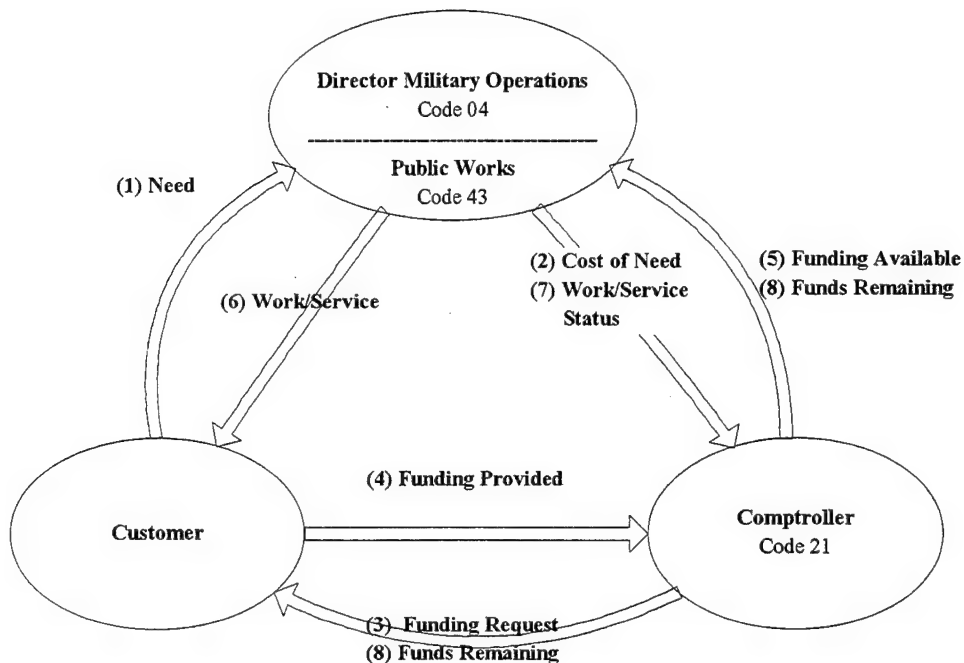 Director Military Operations
Code 04
Public Works
Code 43
(1) Need
(6) Work/Service
(2) Cost of Need
(7) Work/Service
Status
(5) Funding Available
(8) Funds Remaining
(4) Funding Provided
Customer
Comptroller
Code 21
(3) Funding Request
(8) Funds Remaining